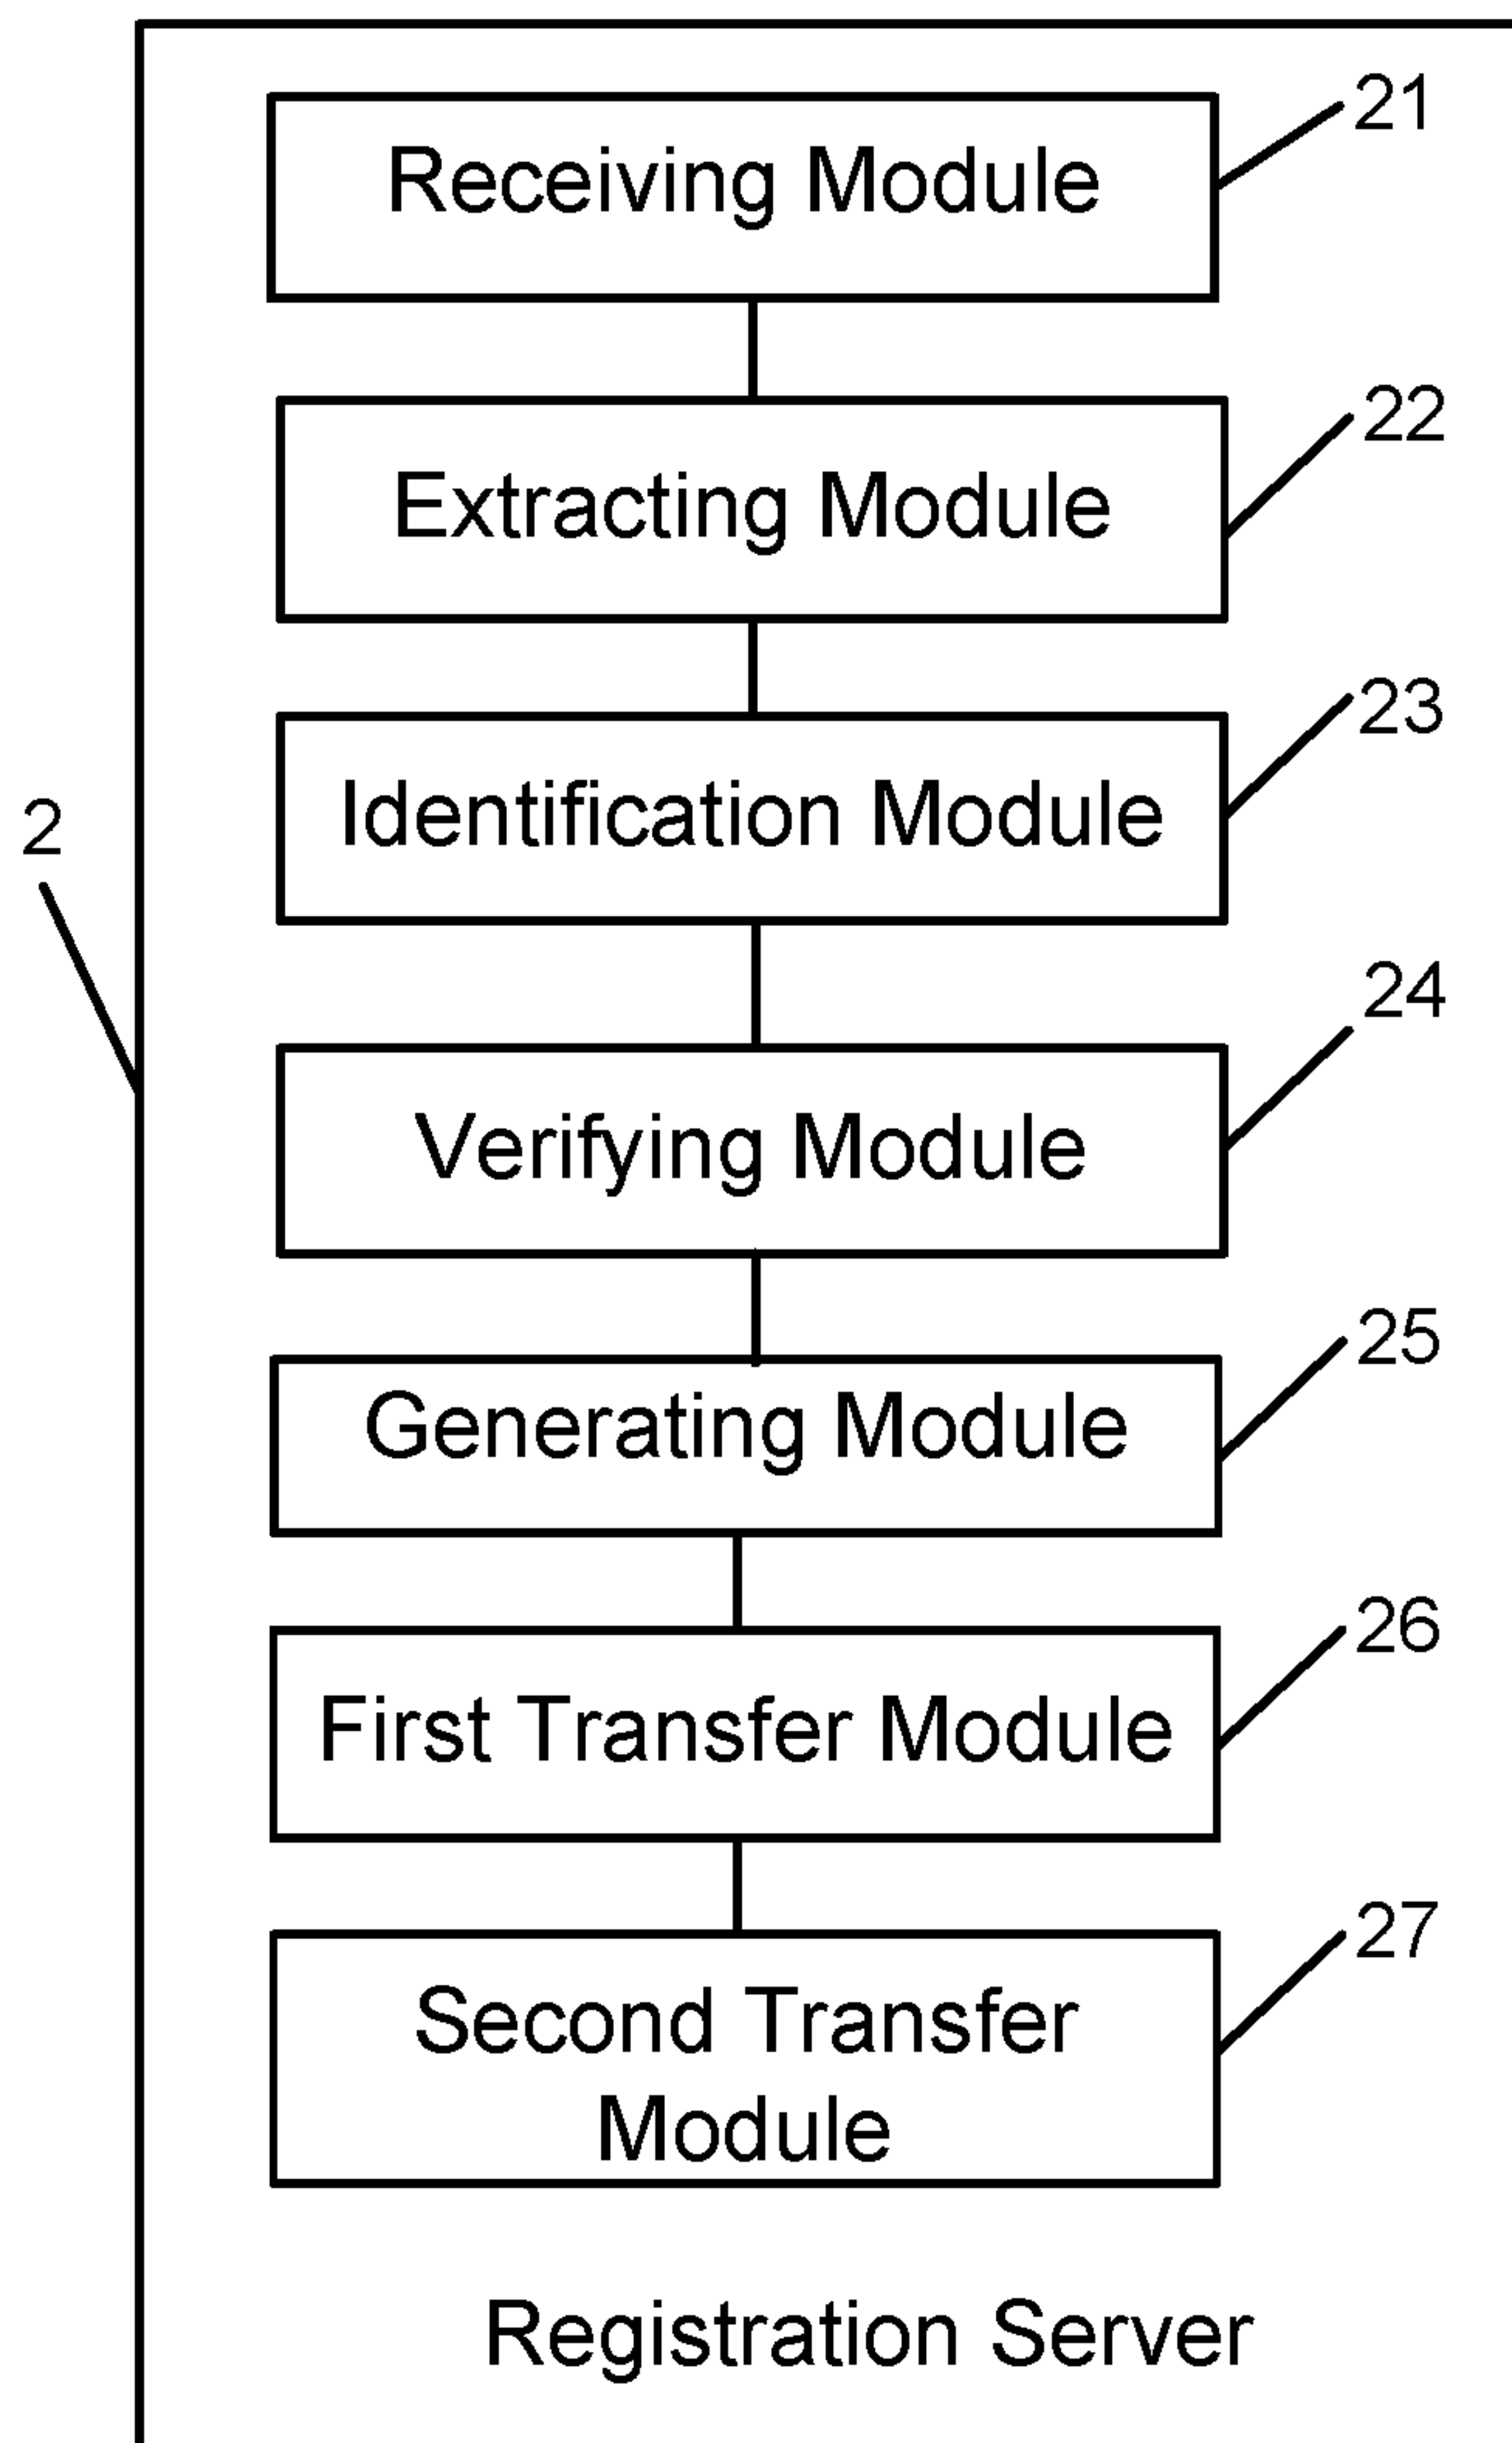 21
Receiving Module
22
Extracting Module
23
Identification Module
2
24
Verifying Module
25
Generating Module
26
First Transfer Module
27
Second Transfer
Module
Registration Server